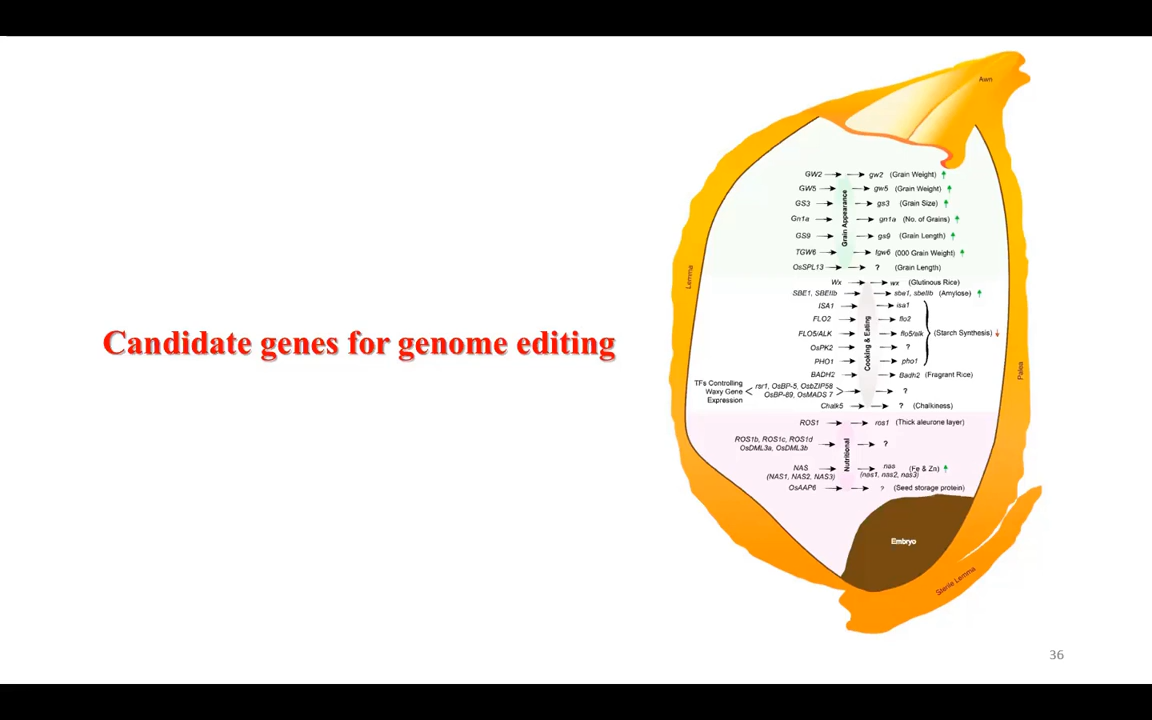 Awn
GW2 gw2 (Grain Weight)
GW5 gw5 (Grain Weight)
GS3 gs3 (Grain Size)
Gn1a gn1a (No. of Grains)
GS9 gs9 (Grain Length)
TGW6 tgw6 (000 Grain Weight)
OsSPL13 ? (Grain Length)
Grain Appearance
Lemma
Wx wx (Glutinous Rice)
SBE1, SBEIIb sbe1, sbeIIb (Amylose)
ISA1 isa1
FLO2 flo2
FLO5/ALK flo5/alk (Starch Synthesis)
OsPK2 ?
PHO1 pho1
BADH2 Badh2 (Fragrant Rice)
Cooking & Eating
Candidate genes for genome editing
Palea
TFs Controlling
Waxy Gene
Expression
rsr1, OsBP-5, OsbZIP58
OsBP-89, OsMADS 7
?
Chalk5 ? (Chalkiness)
ROS1 ros1 (Thick aleurone layer)
ROS1b, ROS1c, ROS1d
OsDML3a, OsDML3b
?
Nutritional
NAS nas (Fe & Zn)
(NAS1, NAS2, NAS3) (nas1, nas2, nas3)
OsAAP6 ? (Seed storage protein)
Embryo
Sterile Lemma
36